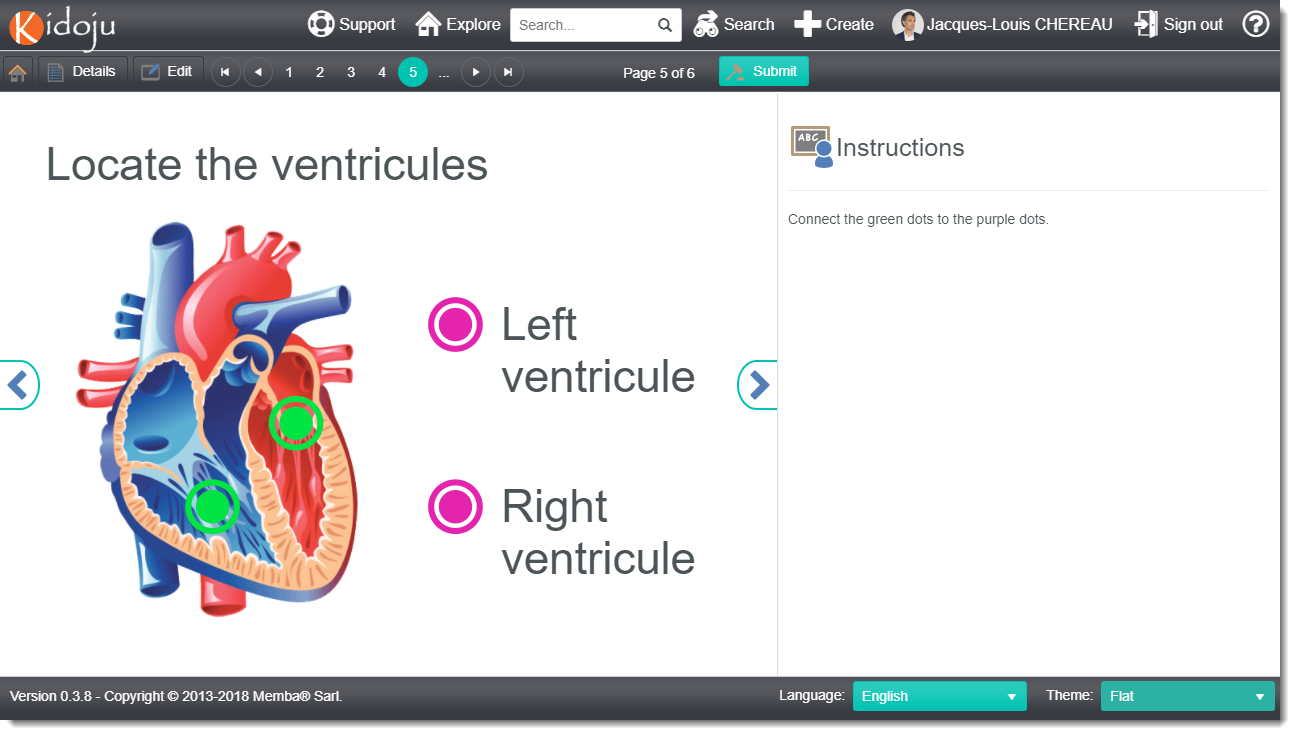 Kidoju Support Explore Search... Search Create Jacques-Louis CHEREAU Sign out ?
Details Edit 1 2 3 4 5 ... Page 5 of 6 Submit
Locate the ventricules
Left
ventricule
Right
ventricule
ABC Instructions
Connect the green dots to the purple dots.
Version 0.3.8 - Copyright © 2013-2018 Memba® Sarl. Language: English Theme: Flat